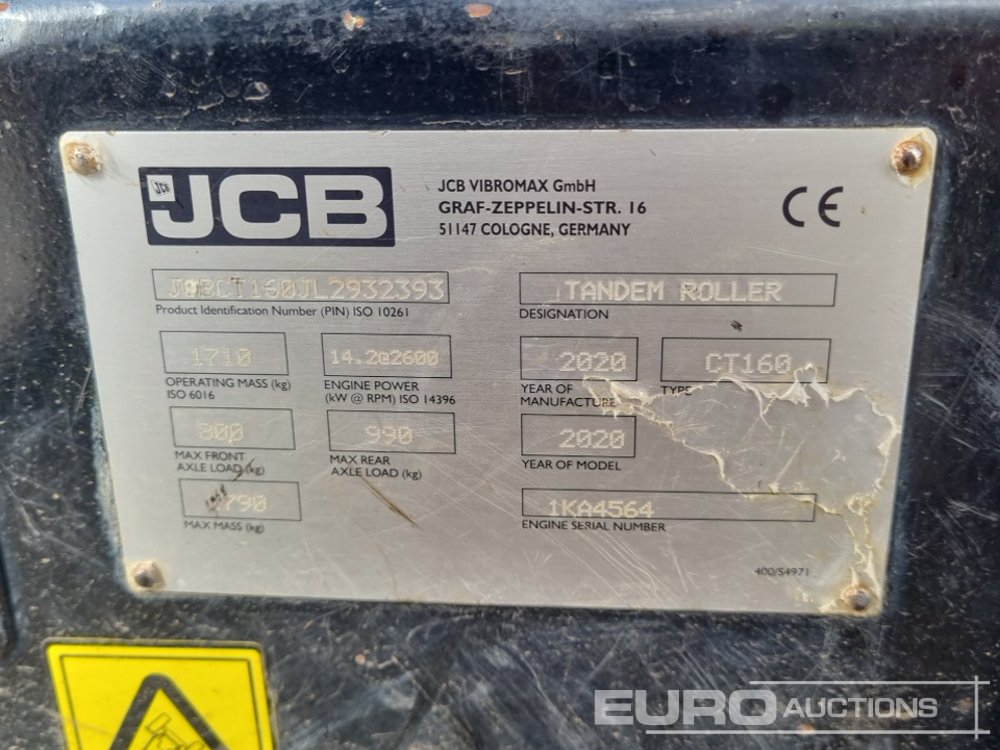 JCB
JCB VIBROMAX GmbH
GRAF-ZEPPELIN-STR. 16
51147 COLOGNE, GERMANY
CE
JCBCT160JL2932393
Product Identification Number (PIN) ISO 10261
TANDEM ROLLER
DESIGNATION
1710
OPERATING MASS (kg)
ISO 6016
14.2@2600
ENGINE POWER
(kW @ RPM) ISO 14396
2020
YEAR OF
MANUFACTURE
CT160
TYPE
800
MAX FRONT
AXLE LOAD (kg)
990
MAX REAR
AXLE LOAD (kg)
2020
YEAR OF MODEL
1790
MAX MASS (kg)
1KA4564
ENGINE SERIAL NUMBER
400/S4971
EURO AUCTIONS